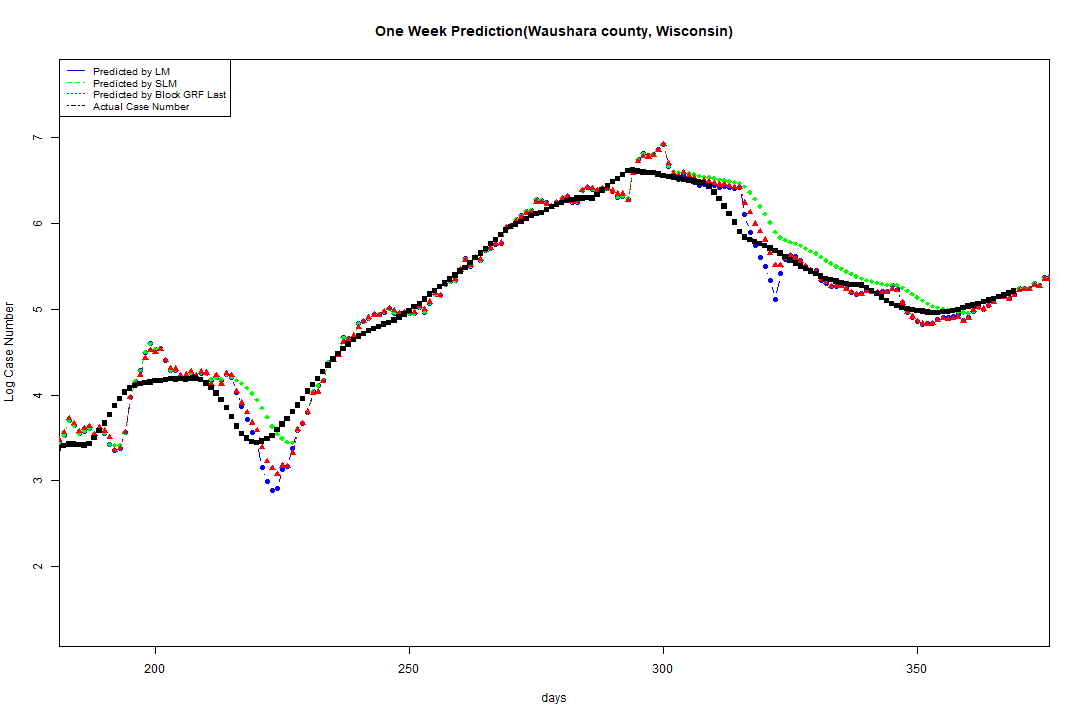 One Week Prediction(Waushara county, Wisconsin)
Predicted by LM
Predicted by SLM
Predicted by Block GRF Last
Actual Case Number
7
6
5
4
3
2
Log Case Number
200 250 300 350
days